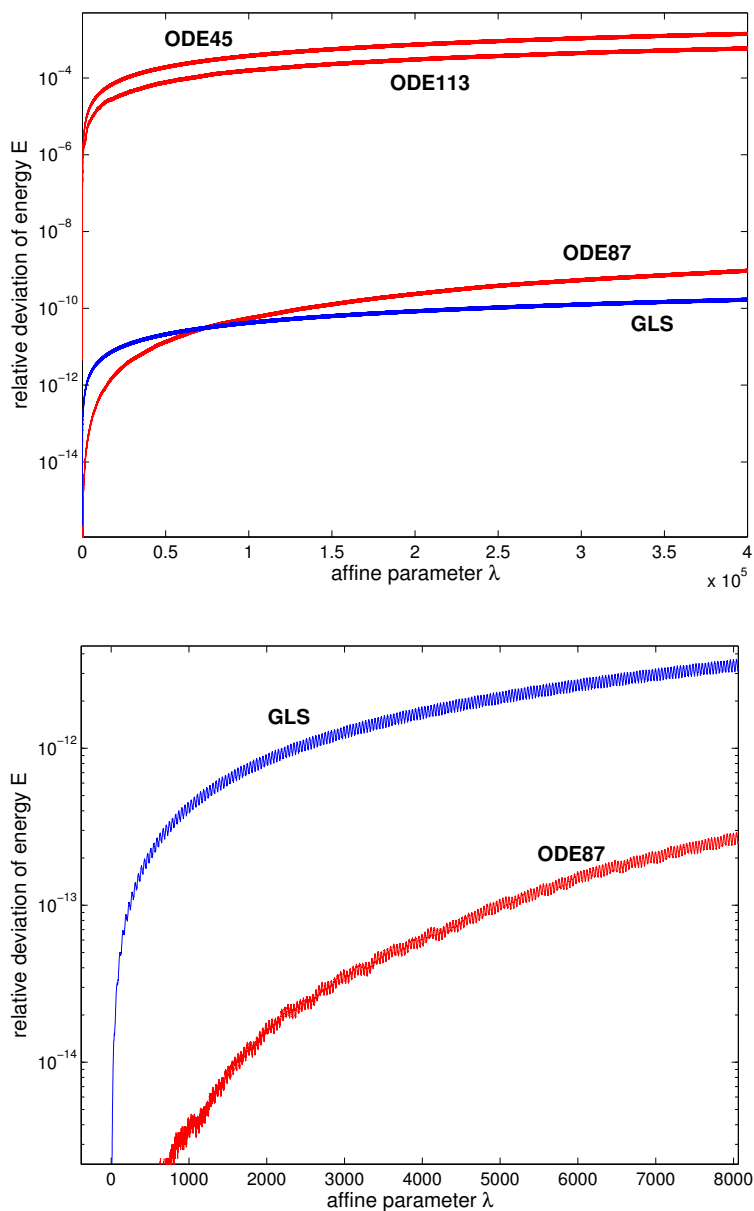 ODE45
10⁻⁴
ODE113
10⁻⁶
relative deviation of energy E
10⁻⁸
ODE87
10⁻¹⁰
GLS
10⁻¹²
10⁻¹⁴
0 0.5 1 1.5 2 2.5 3 3.5 4
affine parameter λ
x 10⁵
GLS
10⁻¹²
relative deviation of energy E
ODE87
10⁻¹³
10⁻¹⁴
0 1000 2000 3000 4000 5000 6000 7000 8000
affine parameter λ